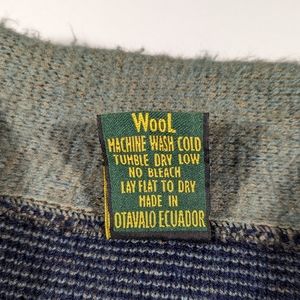 WooL
MACHINE WASH COLD
TUMBLE DRY LOW
NO BLEACH
LAY FLAT TO DRY
MADE IN
OTAVALO ECUADOR